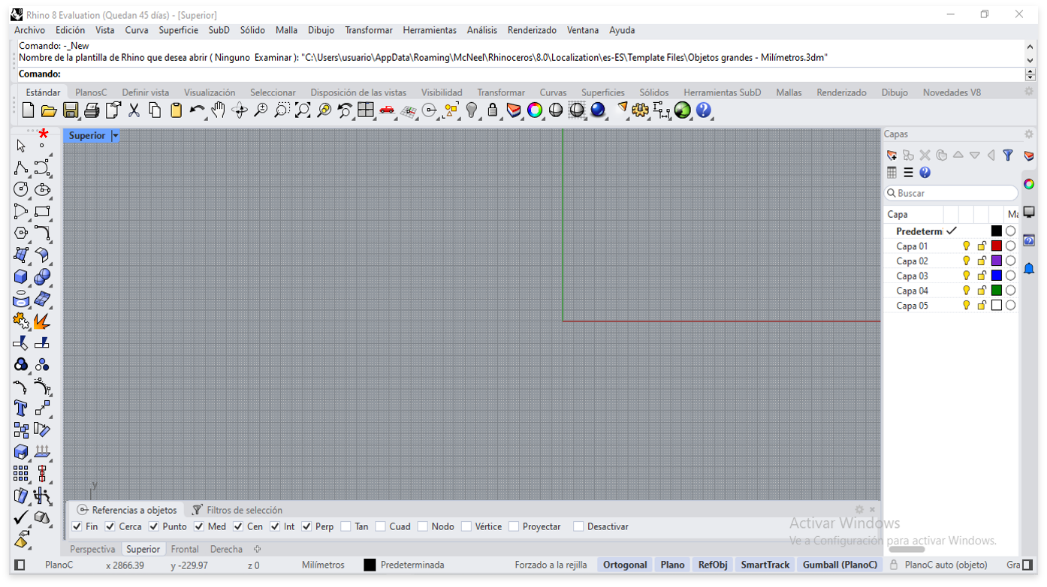 Rhino 8 Evaluation (Quedan 45 días) - [Superior]
Archivo Edición Vista Curva Superficie SubD Sólido Malla Dibujo Transformar Herramientas Análisis Renderizado Ventana Ayuda
Comando: -_New
Nombre de la plantilla de Rhino que desea abrir ( Ninguno Examinar ): "C:\Users\usuario\AppData\Roaming\McNeel\Rhinoceros\8.0\Localization\es-ES\Template Files\Objetos grandes - Milímetros.3dm"
Comando:
Estándar PlanosC Definir vista Visualización Seleccionar Disposición de las vistas Visibilidad Transformar Curvas Superficies Sólidos Herramientas SubD Mallas Renderizado Dibujo Novedades V8
Superior
Capas
Buscar
Capa Ma
Predeterm
Capa 01
Capa 02
Capa 03
Capa 04
Capa 05
y
Referencias a objetos Filtros de selección
Fin Cerca Punto Med Cen Int Perp Tan Cuad Nodo Vértice Proyectar Desactivar
Activar Windows
Ve a Configuración para activar Windows.
Perspectiva Superior Frontal Derecha
PlanoC x 2866.39 y -229.97 z 0 Milímetros Predeterminada Forzado a la rejilla Ortogonal Plano RefObj SmartTrack Gumball (PlanoC) PlanoC auto (objeto) Gra